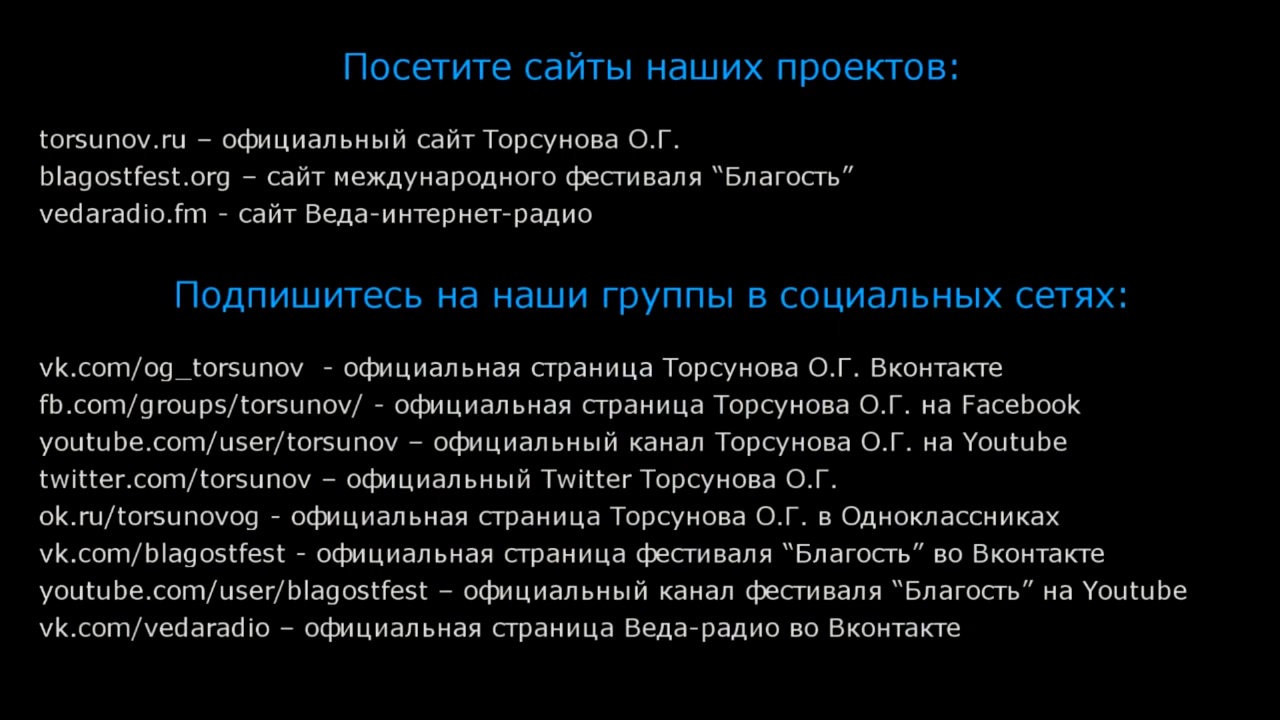 Посетите сайты наших проектов:
torsunov.ru – официальный сайт Торсунова О.Г.
blagostfest.org – сайт международного фестиваля “Благость”
vedaradio.fm - сайт Веда-интернет-радио
Подпишитесь на наши группы в социальных сетях:
vk.com/og_torsunov  - официальная страница Торсунова О.Г. Вконтакте
fb.com/groups/torsunov/ - официальная страница Торсунова О.Г. на Facebook
youtube.com/user/torsunov – официальный канал Торсунова О.Г. на Youtube
twitter.com/torsunov – официальный Twitter Торсунова О.Г.
ok.ru/torsunovog - официальная страница Торсунова О.Г. в Одноклассниках
vk.com/blagostfest - официальная страница фестиваля “Благость” во Вконтакте
youtube.com/user/blagostfest – официальный канал фестиваля “Благость” на Youtube
vk.com/vedaradio – официальная страница Веда-радио во Вконтакте